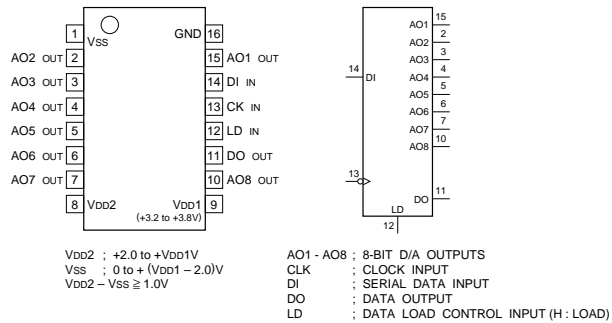 1 VSS GND 16
AO2 OUT 2 15 AO1 OUT
AO3 OUT 3 14 DI IN
AO4 OUT 4 13 CK IN
AO5 OUT 5 12 LD IN
AO6 OUT 6 11 DO OUT
AO7 OUT 7 10 AO8 OUT
8 VDD2 VDD1 9
(+3.2 to +3.8V)
AO1 15
AO2 2
AO3 3
14 DI AO4 4
AO5 5
AO6 6
AO7 7
AO8 10
13
DO 11
LD
12
VDD2 ; +2.0 to +VDD1V
VSS ; 0 to + (VDD1 – 2.0)V
VDD2 – VSS ≧ 1.0V
AO1 - AO8 ; 8-BIT D/A OUTPUTS
CLK ; CLOCK INPUT
DI ; SERIAL DATA INPUT
DO ; DATA OUTPUT
LD ; DATA LOAD CONTROL INPUT (H : LOAD)